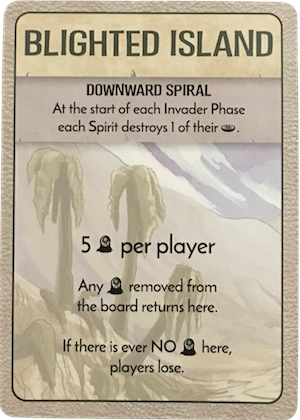 BLIGHTED ISLAND
DOWNWARD SPIRAL
At the start of each Invader Phase
each Spirit destroys 1 of their .
5 per player
Any removed from
the board returns here.
If there is ever NO here,
players lose.